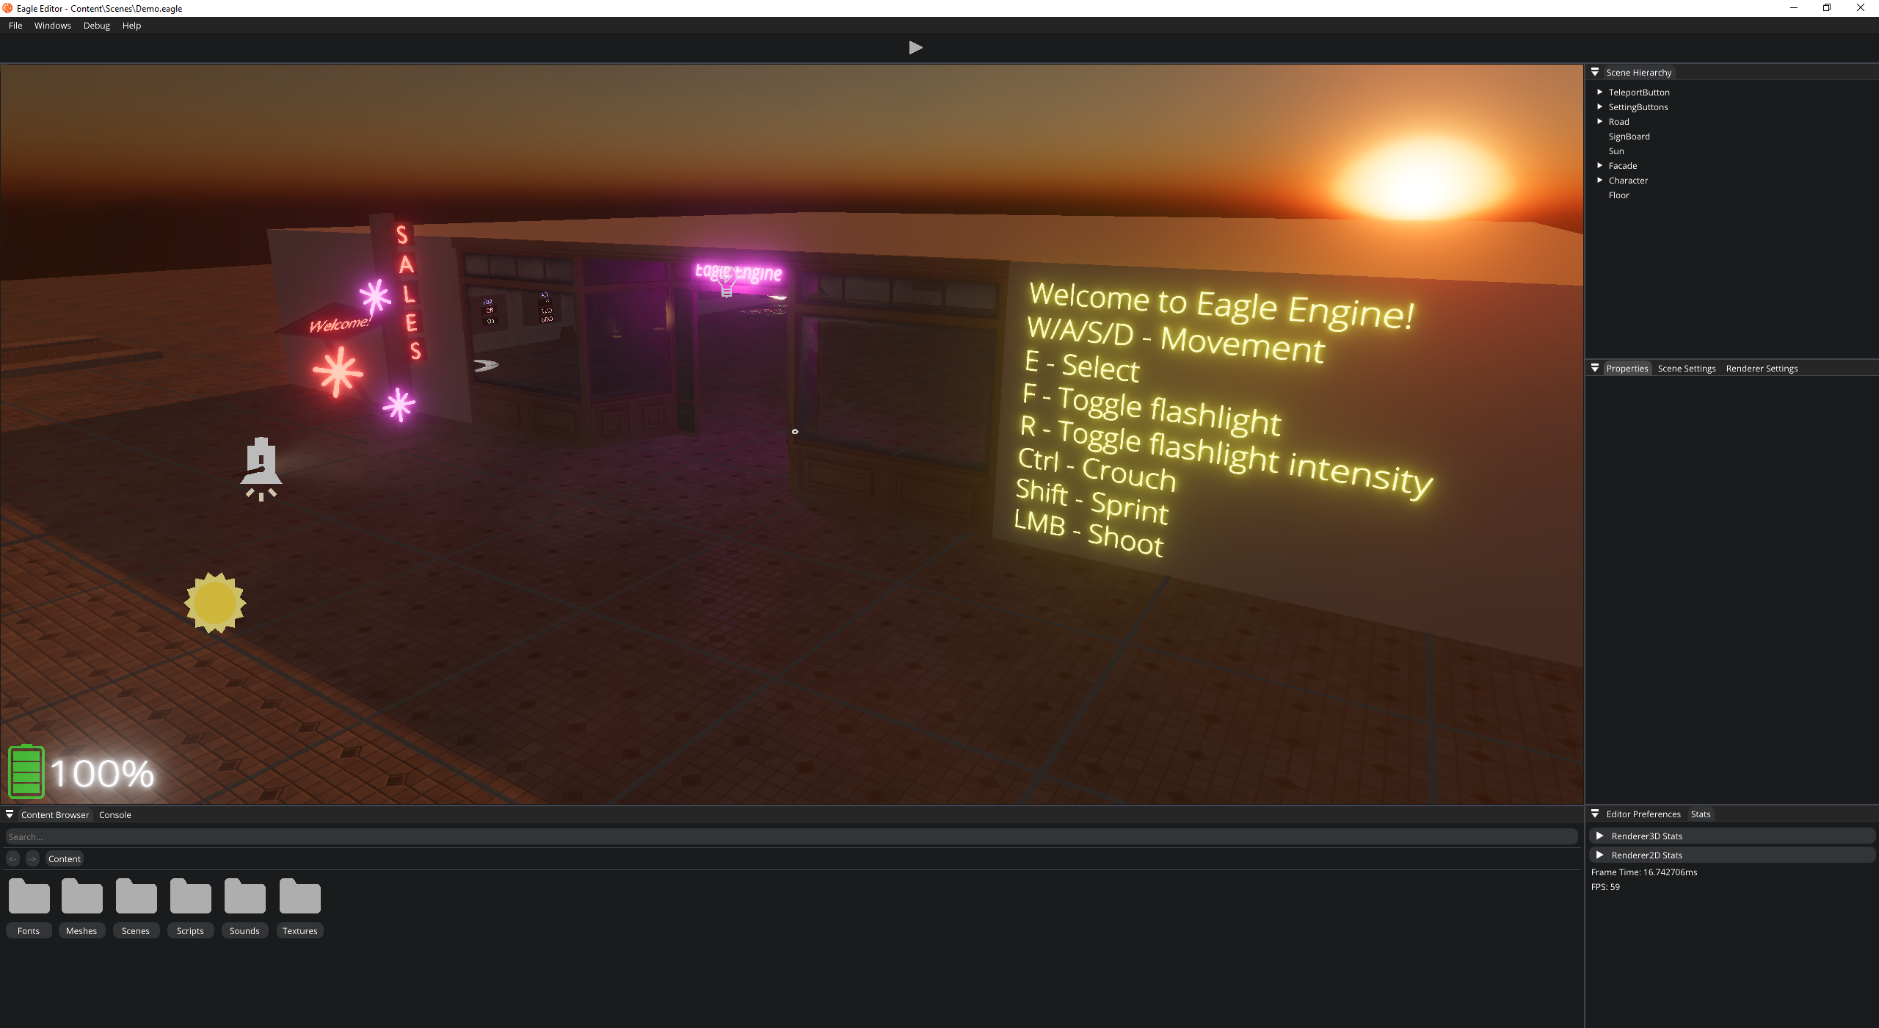 Eagle Editor - Content\Scenes\Demo.eagle
File Windows Debug Help
Scene Hierarchy
TeleportButton
SettingButtons
Road
SignBoard
Sun
Facade
Character
Floor
SALES
Welcome!
Eagle Engine
Welcome to Eagle Engine!
W/A/S/D - Movement
E - Select
F - Toggle flashlight
R - Toggle flashlight intensity
Ctrl - Crouch
Shift - Sprint
LMB - Shoot
100%
Properties Scene Settings Renderer Settings
Content Browser Console
Search...
<- -> Content
Fonts Meshes Scenes Scripts Sounds Textures
Editor Preferences Stats
Renderer3D Stats
Renderer2D Stats
Frame Time: 16.742706ms
FPS: 59